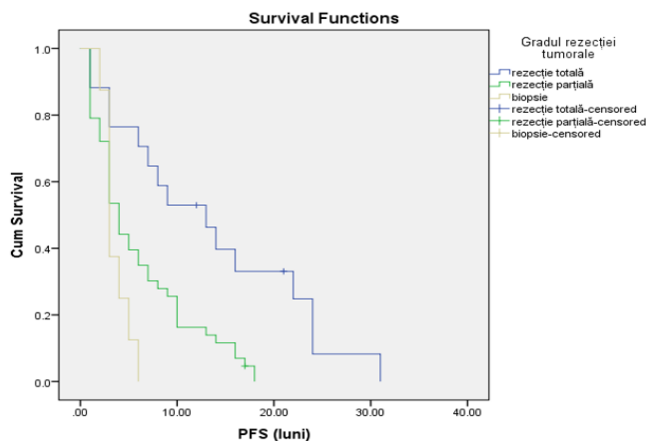 Survival Functions
Gradul rezecției
tumorale
rezecție totală
rezecție parțială
biopsie
rezecție totală-censored
rezecție parțială-censored
biopsie-censored
Cum Survival
1.0
0.8
0.6
0.4
0.2
0.0
.00
10.00
20.00
30.00
40.00
PFS (luni)